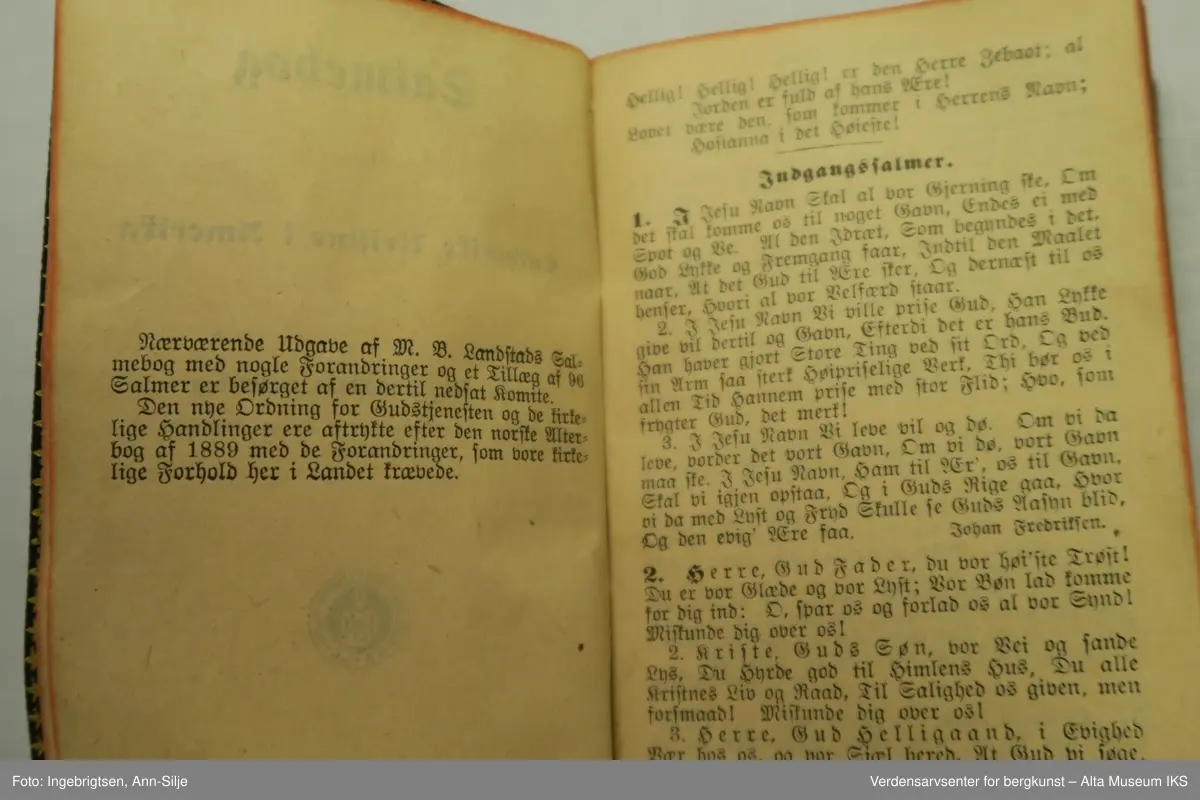 Nærværende Udgave af M. B. Landstads Sal-
mebog med nogle Forandringer og et Tillæg af 96
Salmer er besørget af en dertil nedsat Komite.
Den nye Ordning for Gudstjenesten og de kirke-
lige Handlinger ere aftrykte efter den norske Alter-
bog af 1889 med de Forandringer, som vore kirke-
lige Forhold her i Landet krævede.
Hellig! Hellig! Hellig! er den Herre Zebaot; al
Jorden er fuld af hans Ære!
Lovet være den, som kommer i Herrens Navn;
Hosianna i det Høieste!
Indgangssalmer.
1. I Jesu Navn Skal al vor Gjerning ske, Om
det skal komme os til noget Gavn, Endes ei med
Spot og Ve. Al den Idræt, Som begyndes i det,
God Lykke og Fremgang faar, Indtil den Maalet
naar, At det Gud til Ære sker, Og dernæst til os
henser, Hvori al vor Velfærd staar.
2. I Jesu Navn Vi ville prise Gud, Han Lykke
give vil dertil og Gavn, Efterdi det er hans Bud.
Han haver gjort Store Ting ved sit Ord, Og ved
sin Arm saa sterk Høipriselige Verk, Thi bør os i
allen Tid Hannem prise med stor Flid; Hvo, som
frygter Gud, det merk!
3. I Jesu Navn Vi leve vil og dø. Om vi da
leve, vorder det vort Gavn, Om vi dø, vort Gavn
maa ske. I Jesu Navn, Ham til Ær', os til Gavn,
Skal vi igjen opstaa, Og i Guds Rige gaa, Hvor
vi da med Lyst og Fryd Skulle se Guds Aasyn blid,
Og den evig' Ære faa. Johan Fredriksen.
2. Herre, Gud Fader, du vor høi'ste Trøst!
Du er vor Glæde og vor Lyst; Vor Bøn lad komme
for dig ind: O, spar os og forlad os al vor Synd!
Miskunde dig over os!
2. Kriste, Guds Søn, vor Vei og sande
Lys, Du Hyrde god til Himlens Hus, Du alle
Kristnes Liv og Raad, Til Salighed os given, men
forsmaad! Miskunde dig over os!
3. Herre, Gud Helligaand, i Evighed
Vær hos os, og vor Sjæl bered, At Gud vi søge,
Foto: Ingebrigtsen, Ann-Silje
Verdensarvsenter for bergkunst – Alta Museum IKS